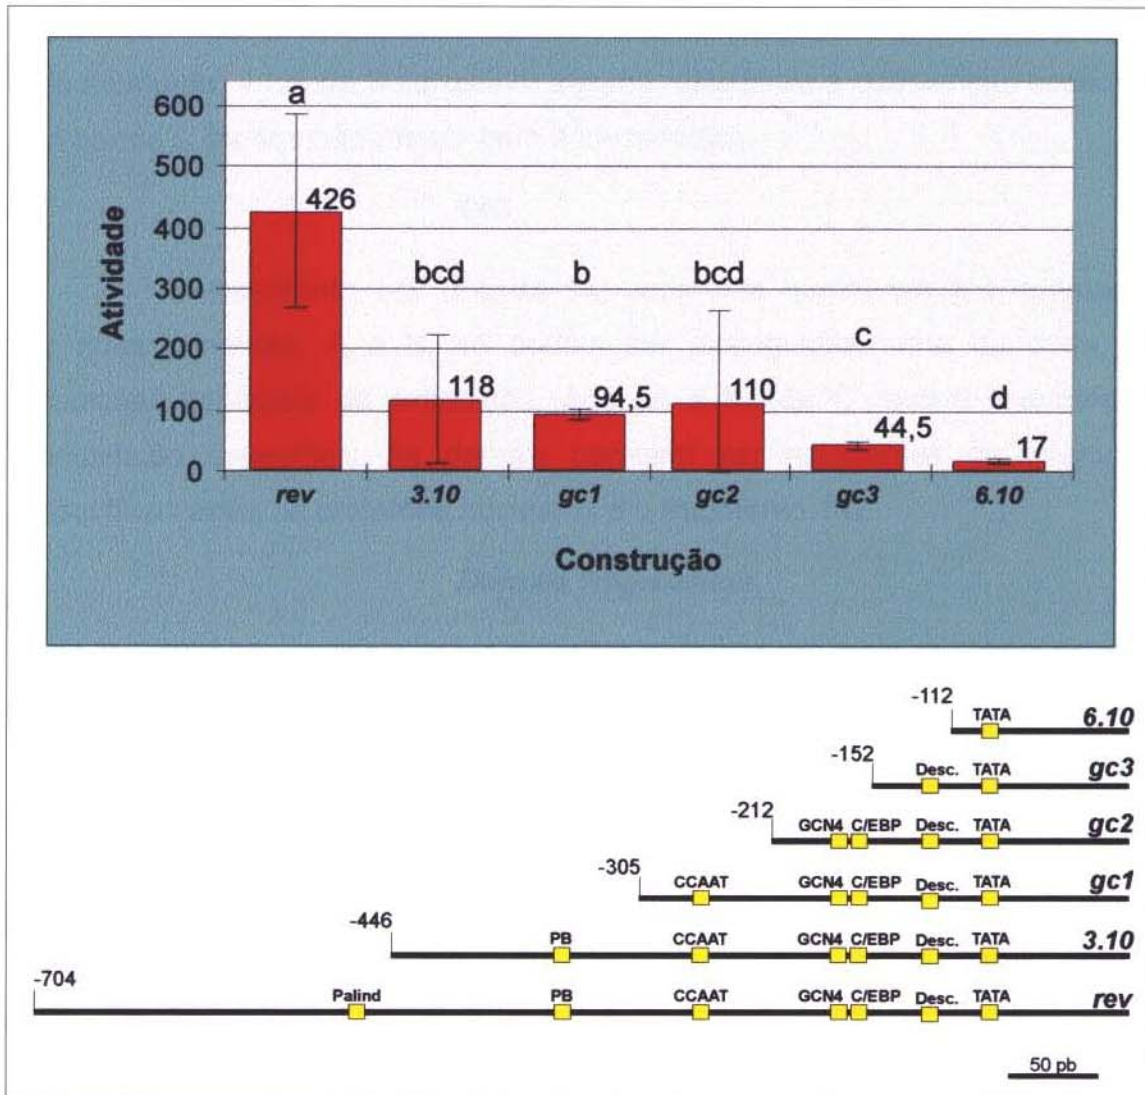 600
500
400
300
200
100
0
Atividade
a
426
bcd
118
b
94,5
bcd
110
c
44,5
d
17
rev 3.10 gc1 gc2 gc3 6.10
Construção
-112 TATA 6.10
-152 Desc. TATA gc3
-212 GCN4 C/EBP Desc. TATA gc2
-305 CCAAT GCN4 C/EBP Desc. TATA gc1
-446 PB CCAAT GCN4 C/EBP Desc. TATA 3.10
-704 Palind PB CCAAT GCN4 C/EBP Desc. TATA rev
50 pb